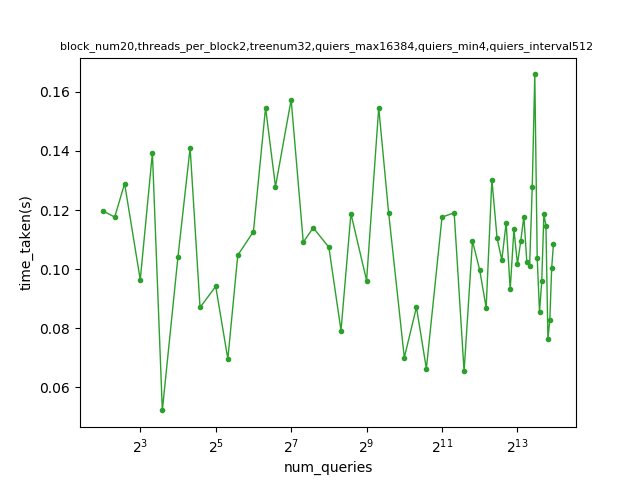 block_num20,threads_per_block2,treenum32,quiers_max16384,quiers_min4,quiers_interval512
0.16
0.14
0.12
0.10
0.08
0.06
time_taken(s)
2^3 2^5 2^7 2^9 2^11 2^13
num_queries